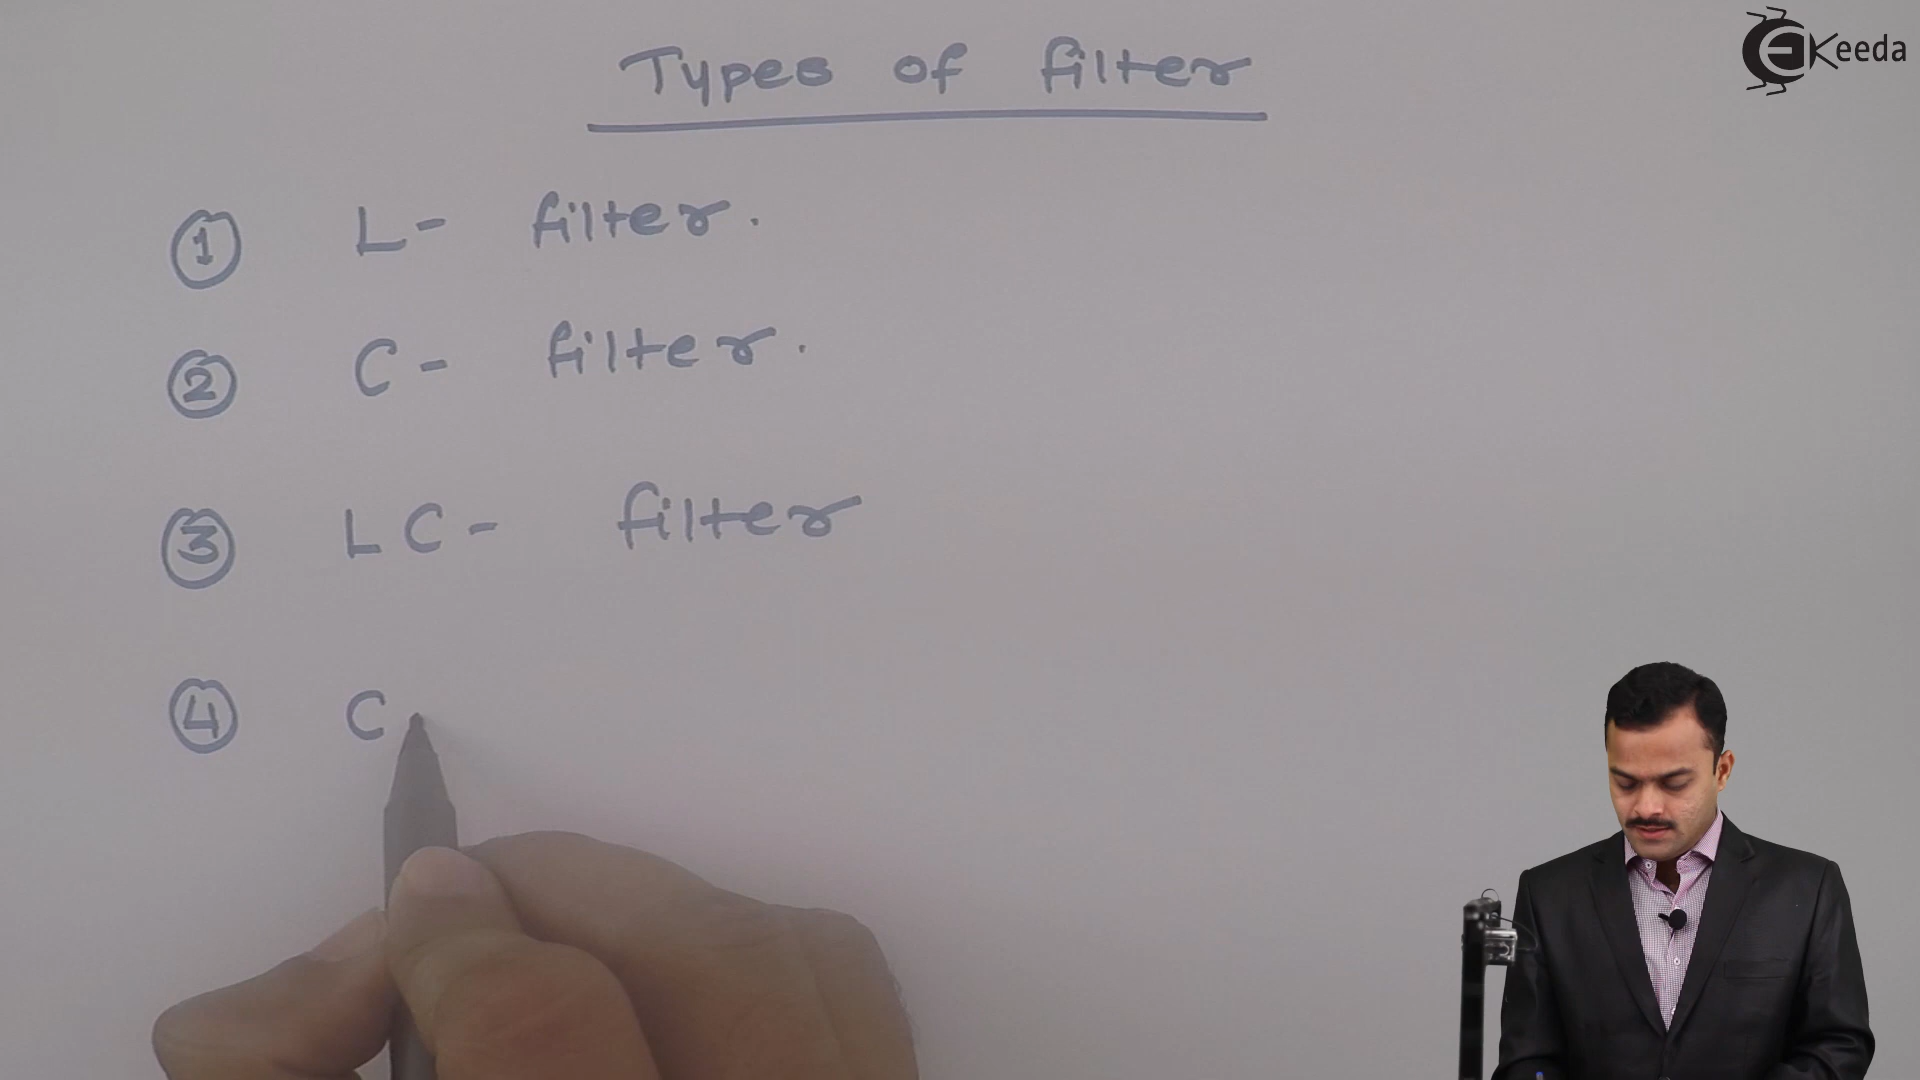 Types of filter
① L- filter.
② C- filter.
③ LC- filter
④ C
EKeeda